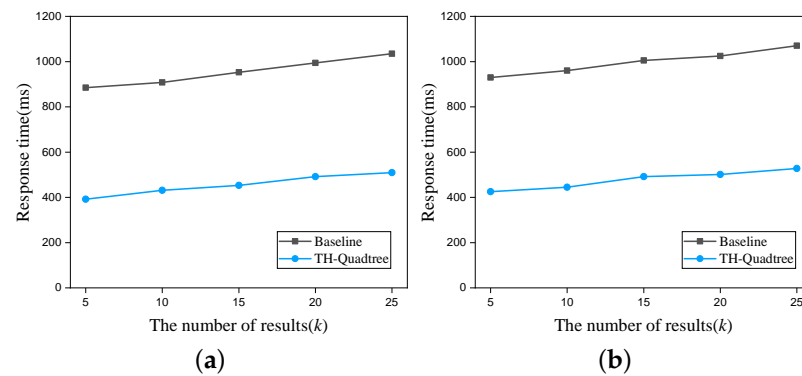 1200
1000
800
600
400
200
0
Response time(ms)
Baseline
TH-Quadtree
5 10 15 20 25
The number of results(k)
(a)
1200
1000
800
600
400
200
0
Response time(ms)
Baseline
TH-Quadtree
5 10 15 20 25
The number of results(k)
(b)